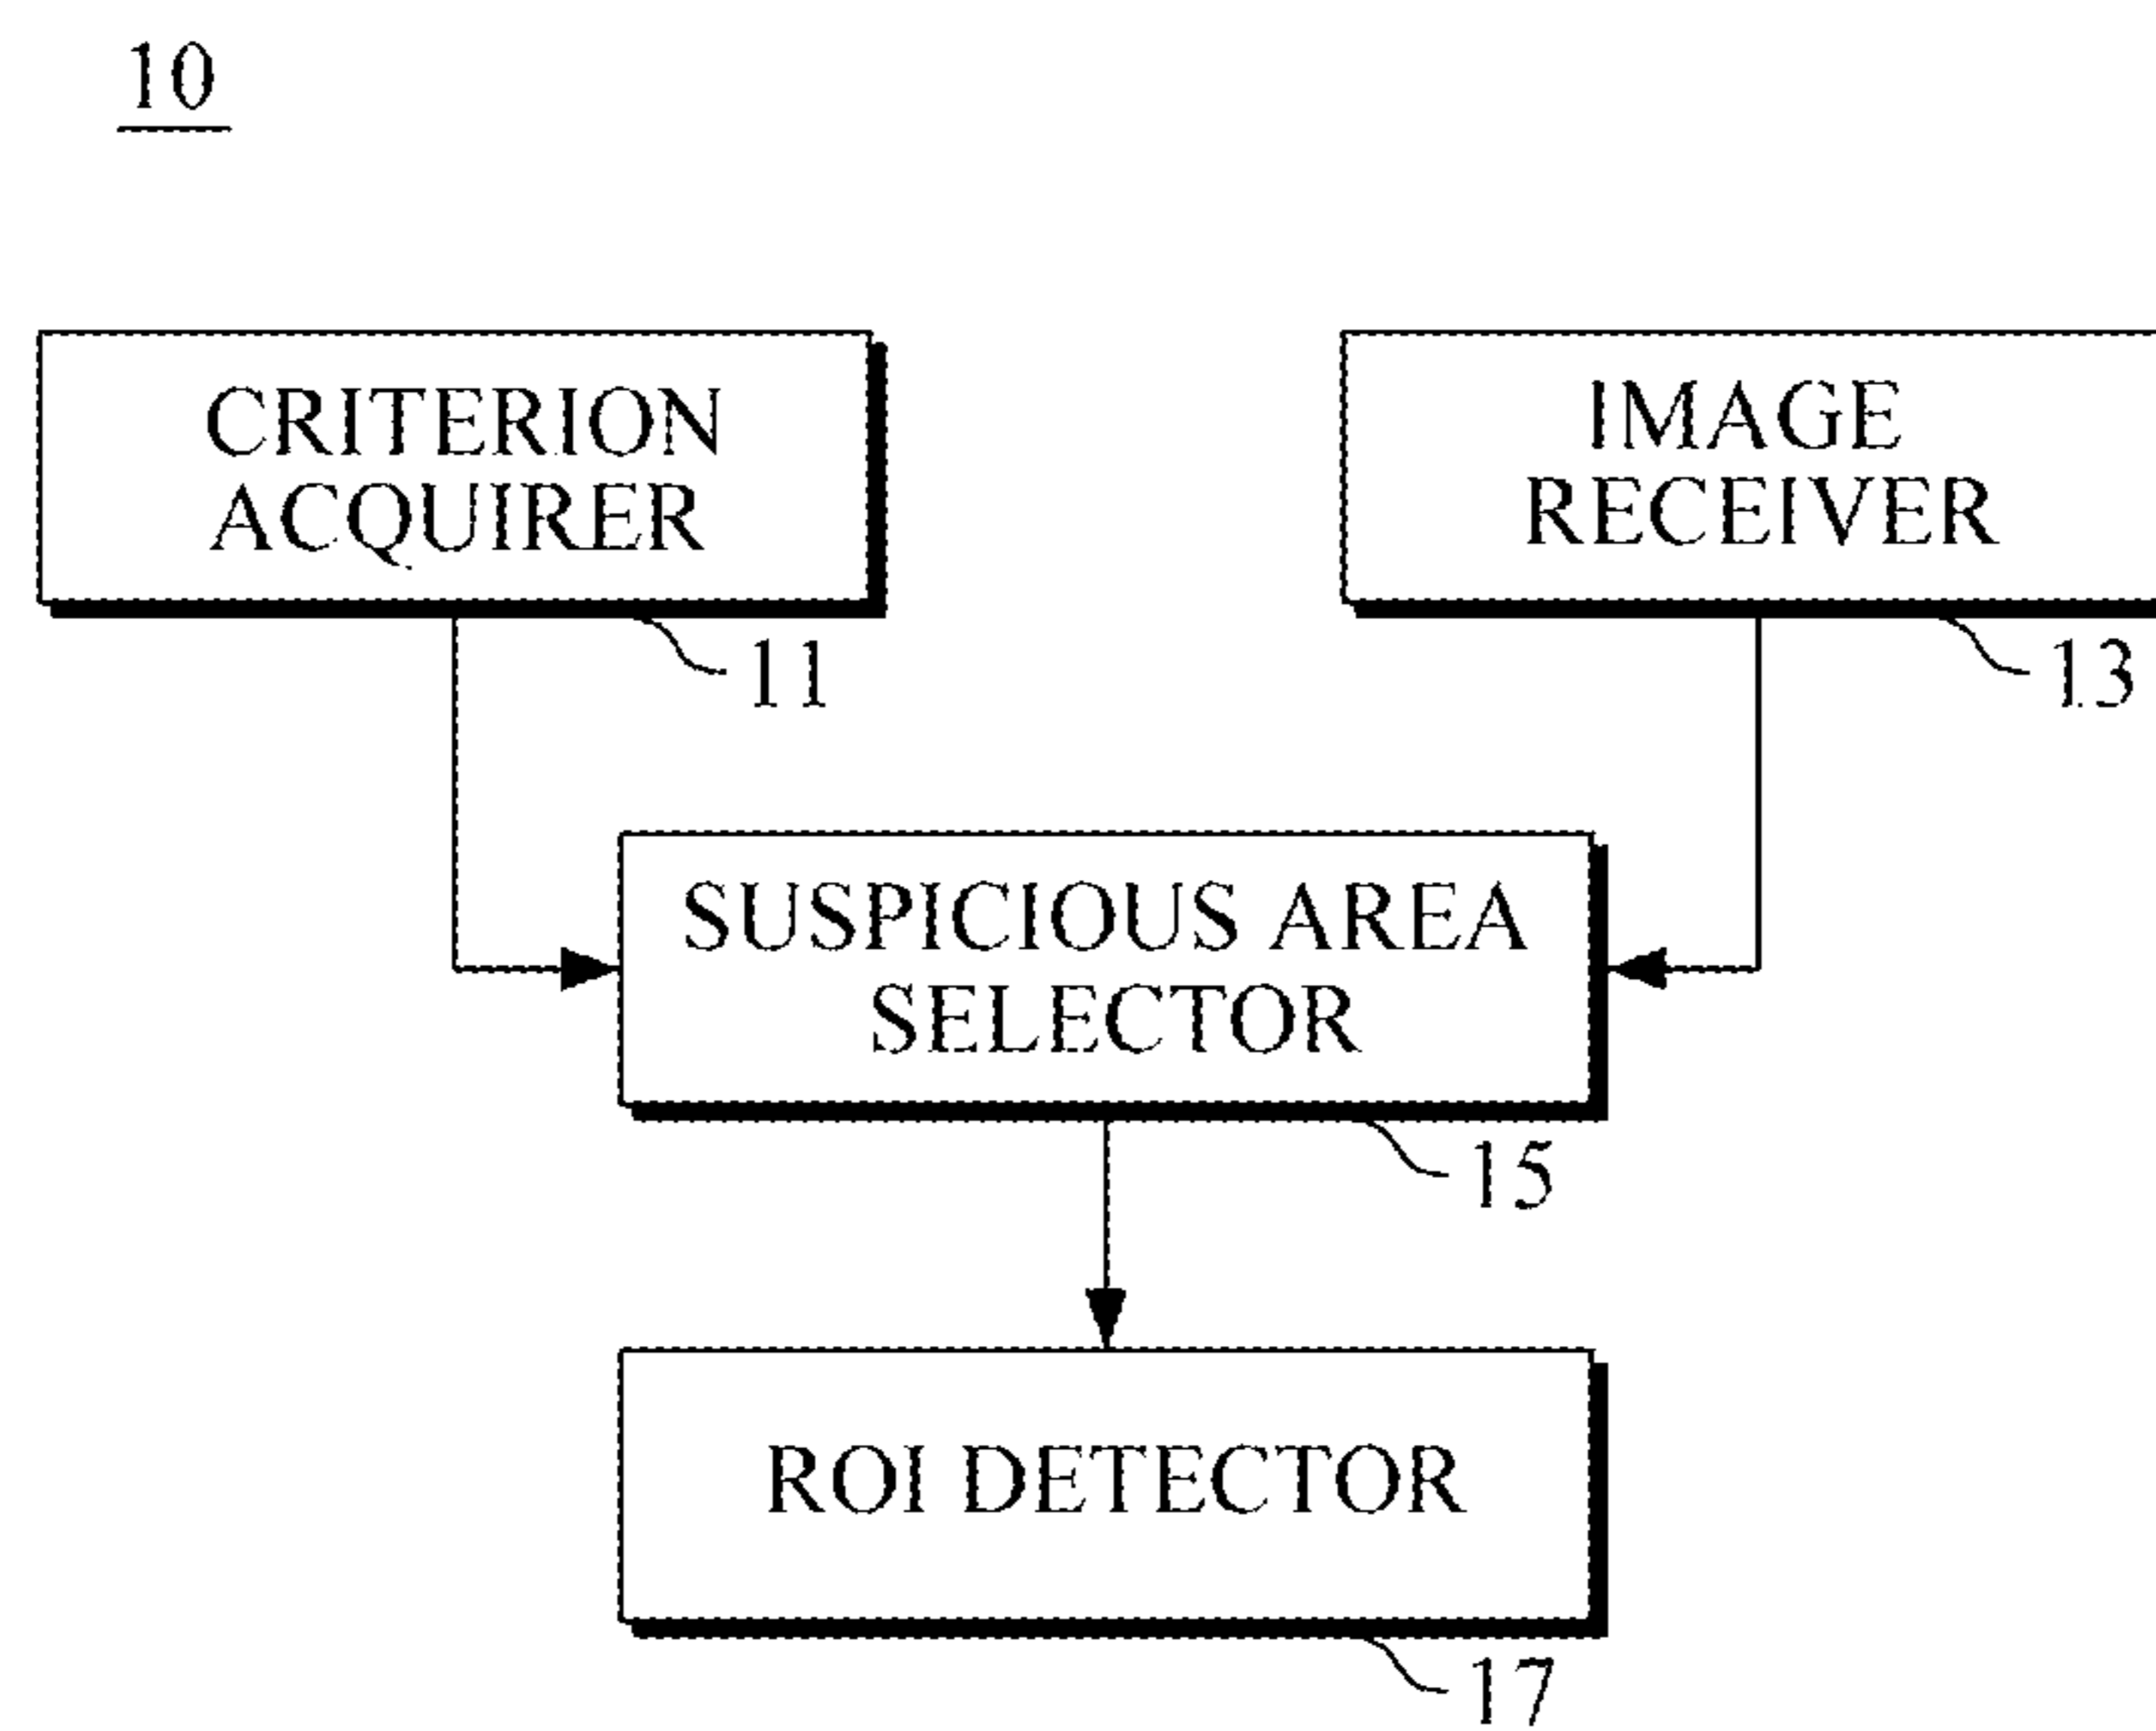 10
CRITERION
ACQUIRER
11
IMAGE
RECEIVER
13
SUSPICIOUS AREA
SELECTOR
15
ROI DETECTOR
17